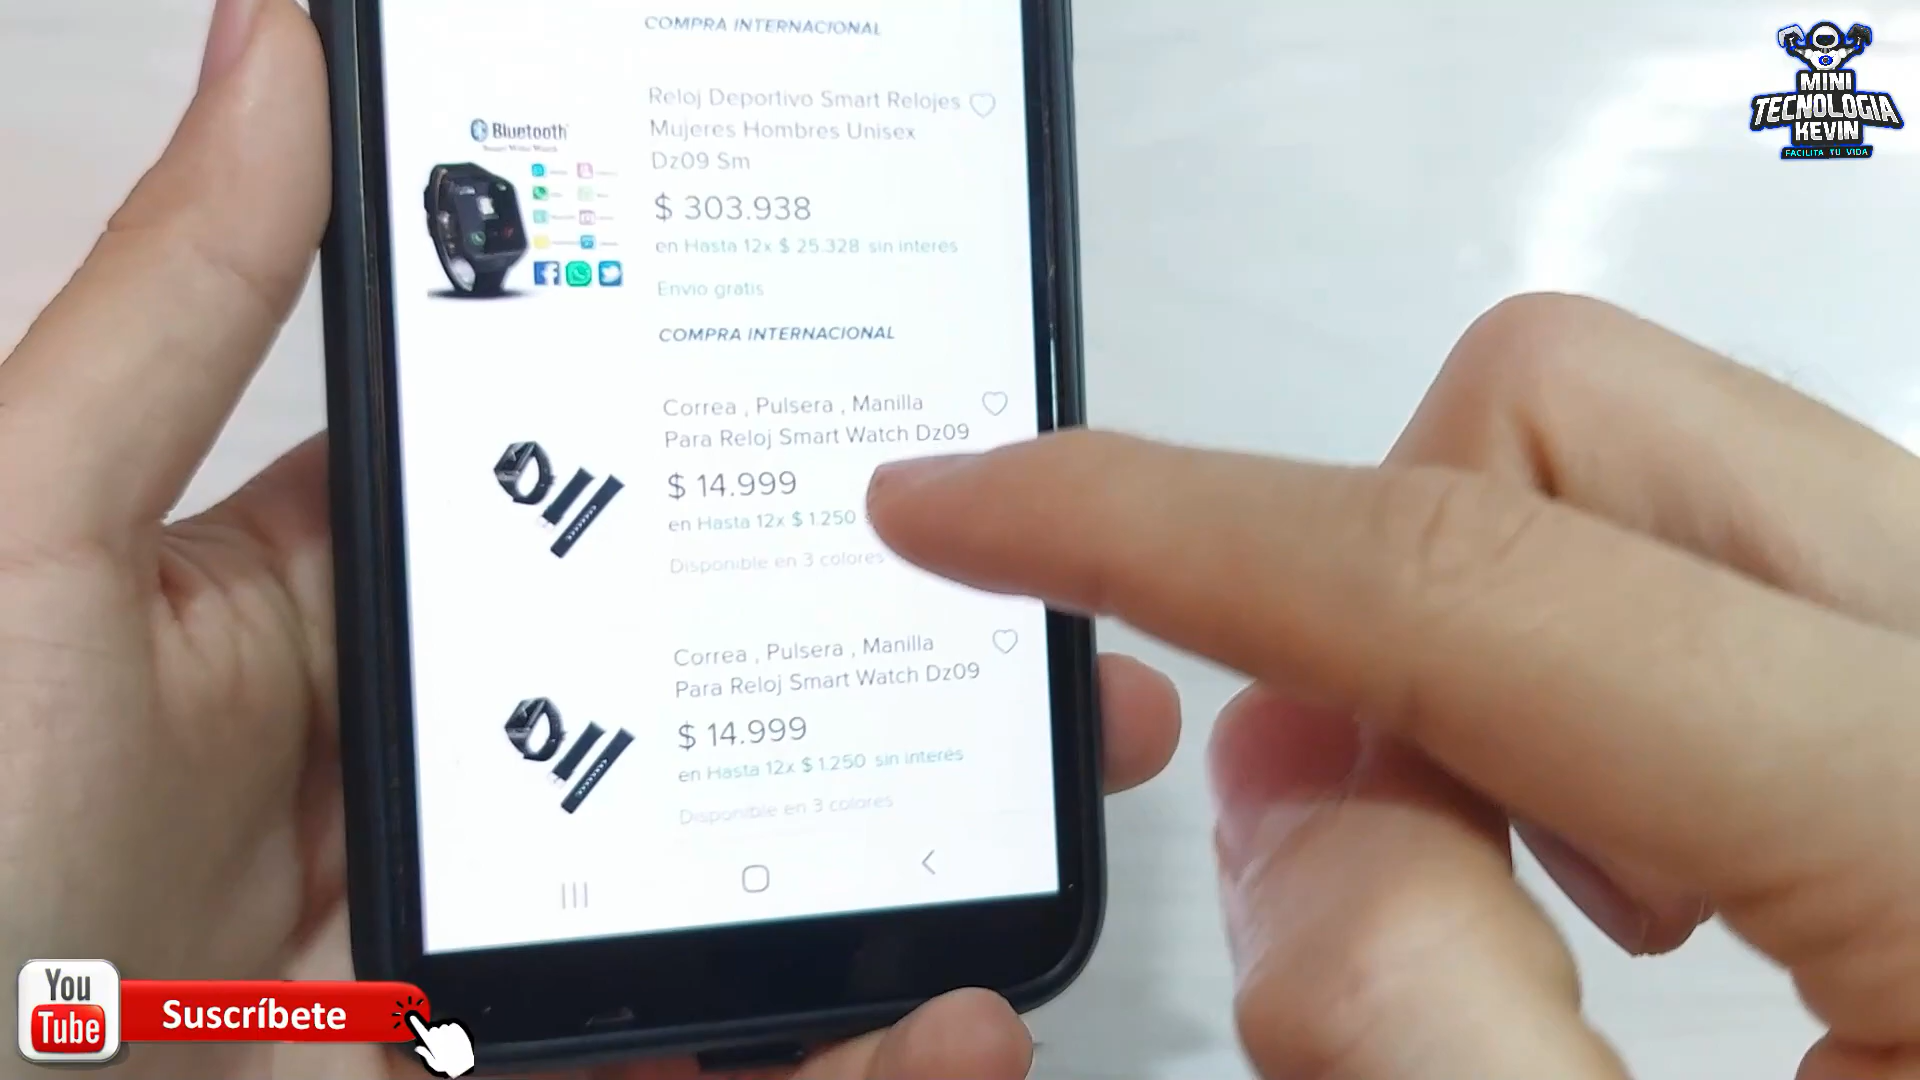 COMPRA INTERNACIONAL
Reloj Deportivo Smart Relojes
Mujeres Hombres Unisex
Dz09 Sm
$ 303.938
en Hasta 12x $ 25.328 sin interés
Envío gratis
COMPRA INTERNACIONAL
Bluetooth
Correa , Pulsera , Manilla
Para Reloj Smart Watch Dz09
$ 14.999
en Hasta 12x $ 1.250
Disponible en 3 colores
Correa , Pulsera , Manilla
Para Reloj Smart Watch Dz09
$ 14.999
en Hasta 12x $ 1.250 sin interés
Disponible en 3 colores
MINI
TECNOLOGIA
KEVIN
FACILITA TU VIDA
You
Tube
Suscríbete